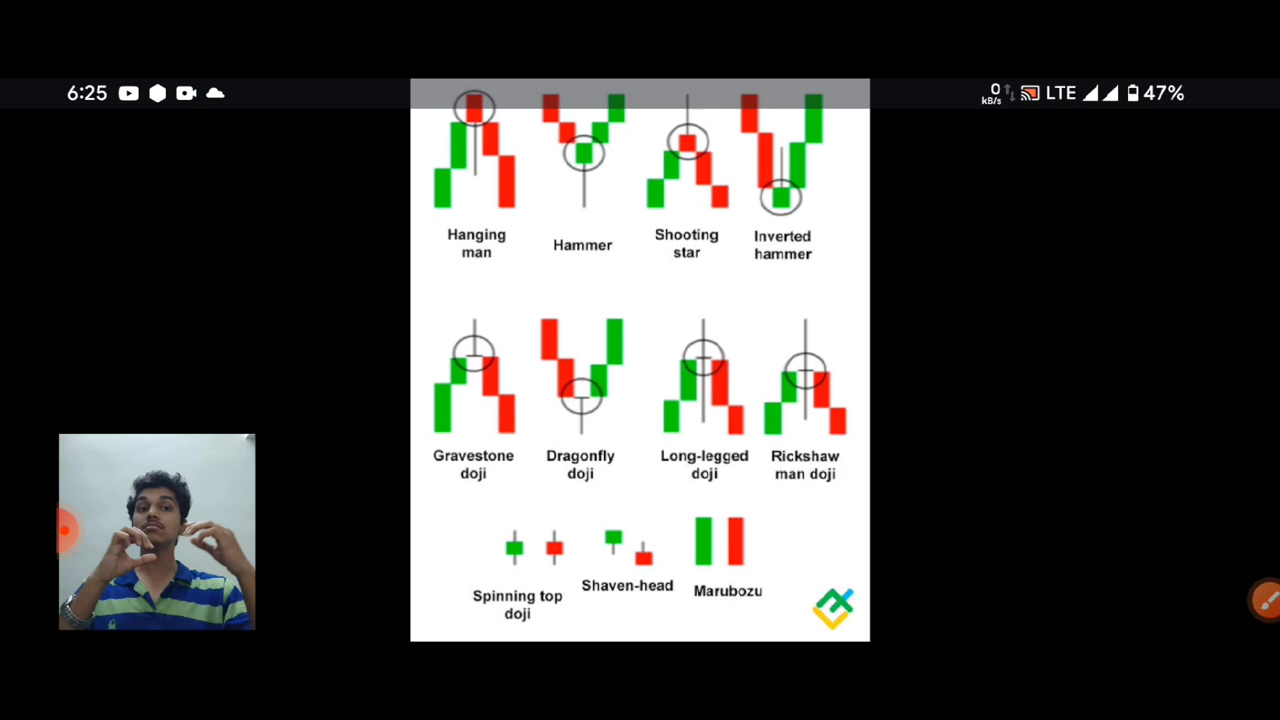 6:25
0
kB/s
LTE
47%
Hanging
man
Hammer
Shooting
star
Inverted
hammer
Gravestone
doji
Dragonfly
doji
Long-legged
doji
Rickshaw
man doji
Spinning top
doji
Shaven-head
Marubozu